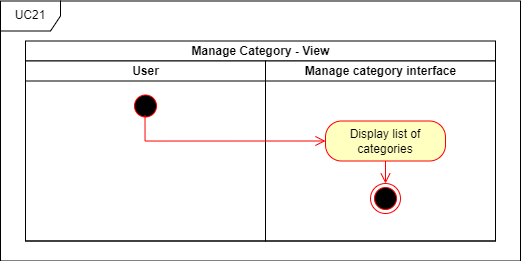 UC21
Manage Category - View
User
Manage category interface
Display list of
categories